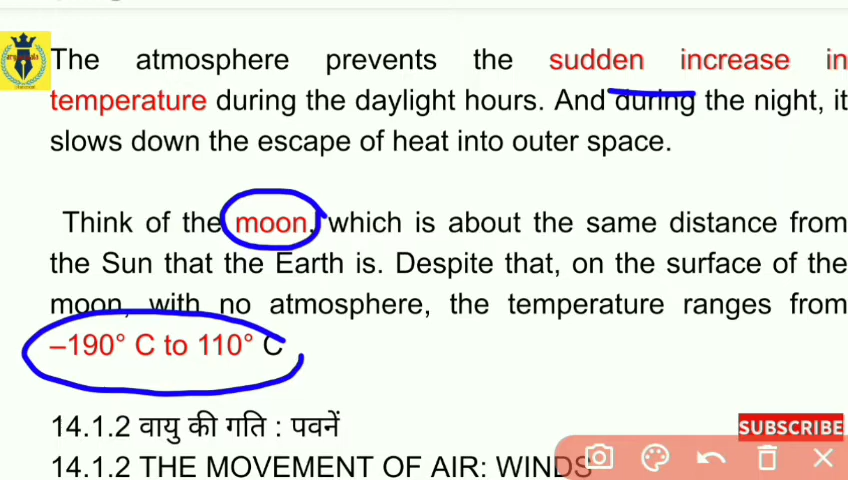 The atmosphere prevents the sudden increase in
temperature during the daylight hours. And during the night, it
slows down the escape of heat into outer space.
Think of the moon, which is about the same distance from
the Sun that the Earth is. Despite that, on the surface of the
moon, with no atmosphere, the temperature ranges from
–190° C to 110° C
14.1.2 वायु की गति : पवनें
SUBSCRIBE
14.1.2 THE MOVEMENT OF AIR: WINDS